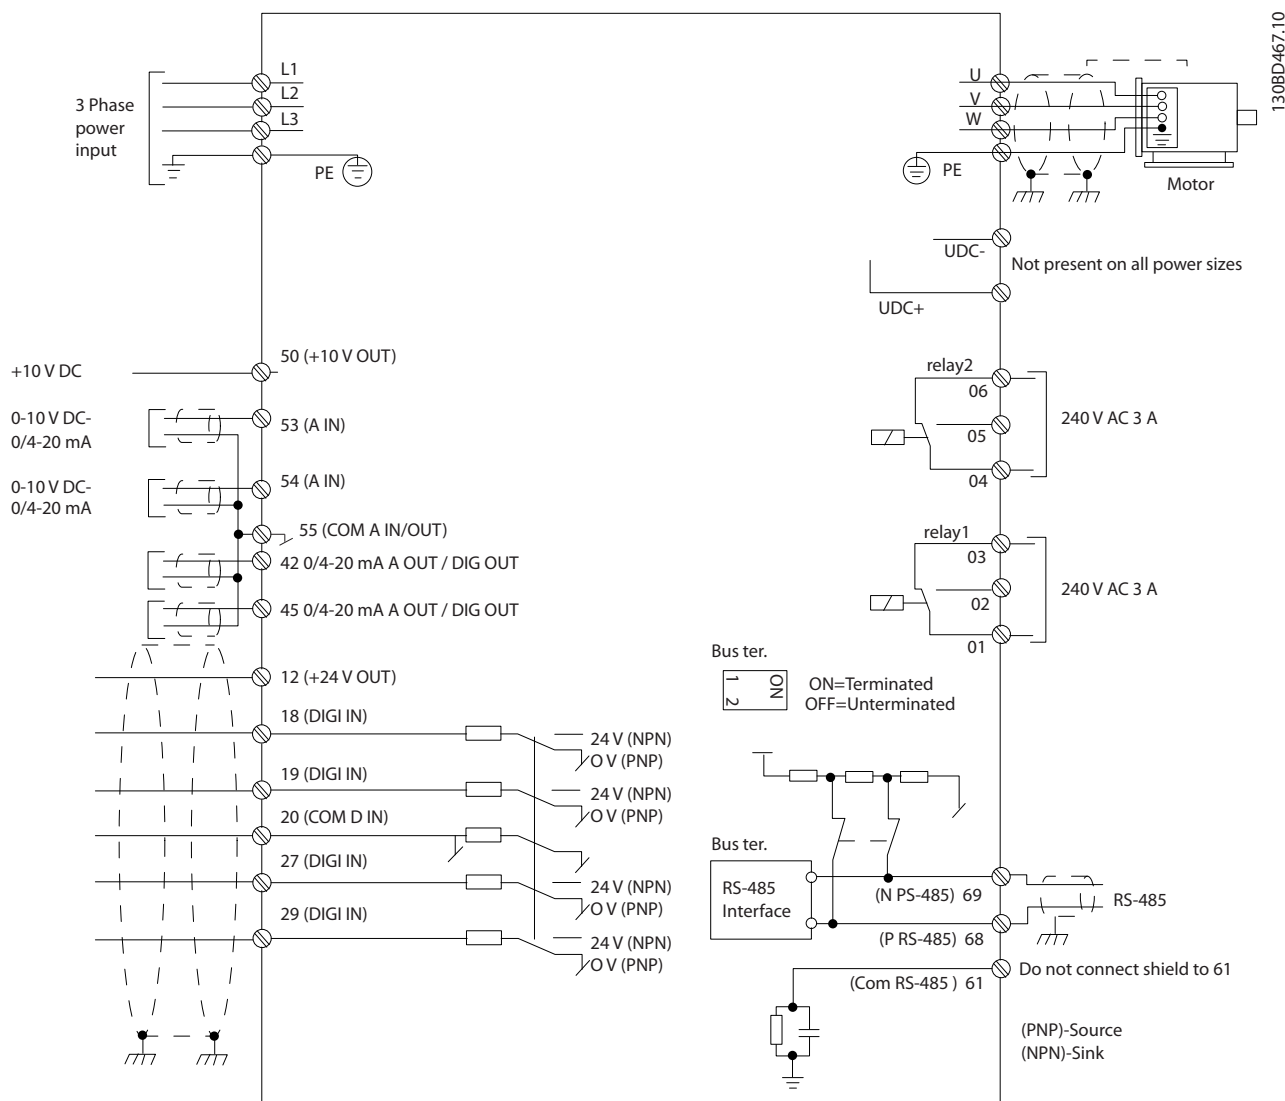 130BD467.10
3 Phase
power
input
L1
L2
L3
PE
U
V
W
PE
Motor
UDC-
Not present on all power sizes
UDC+
+10 V DC
50 (+10 V OUT)
0-10 V DC-
0/4-20 mA
53 (A IN)
0-10 V DC-
0/4-20 mA
54 (A IN)
55 (COM A IN/OUT)
42 0/4-20 mA A OUT / DIG OUT
45 0/4-20 mA A OUT / DIG OUT
12 (+24 V OUT)
18 (DIGI IN)
24 V (NPN)
O V (PNP)
19 (DIGI IN)
24 V (NPN)
O V (PNP)
20 (COM D IN)
27 (DIGI IN)
24 V (NPN)
O V (PNP)
29 (DIGI IN)
24 V (NPN)
O V (PNP)
relay2
06
05
04
240 V AC 3 A
relay1
03
02
01
240 V AC 3 A
Bus ter.
1
2
ON
ON=Terminated
OFF=Unterminated
Bus ter.
RS-485
Interface
(N PS-485) 69
RS-485
(P RS-485) 68
(Com RS-485 ) 61
Do not connect shield to 61
(PNP)-Source
(NPN)-Sink